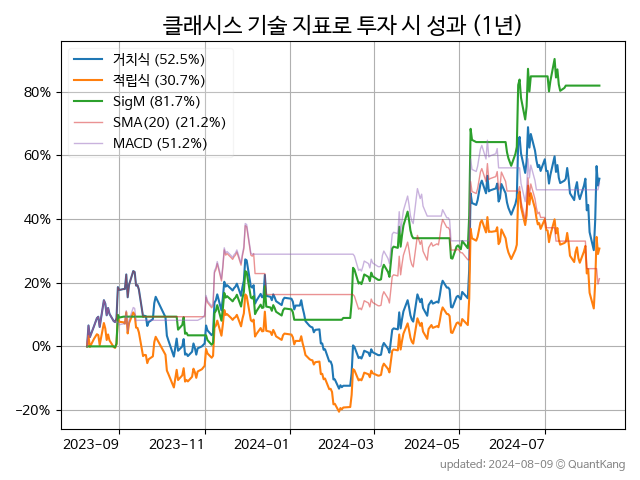 클래시스 기술 지표로 투자 시 성과 (1년)
거치식 (52.5%)
적립식 (30.7%)
SigM (81.7%)
SMA(20) (21.2%)
MACD (51.2%)
80%
60%
40%
20%
0%
−20%
2023-09 2023-11 2024-01 2024-03 2024-05 2024-07
updated: 2024-08-09 © QuantKang